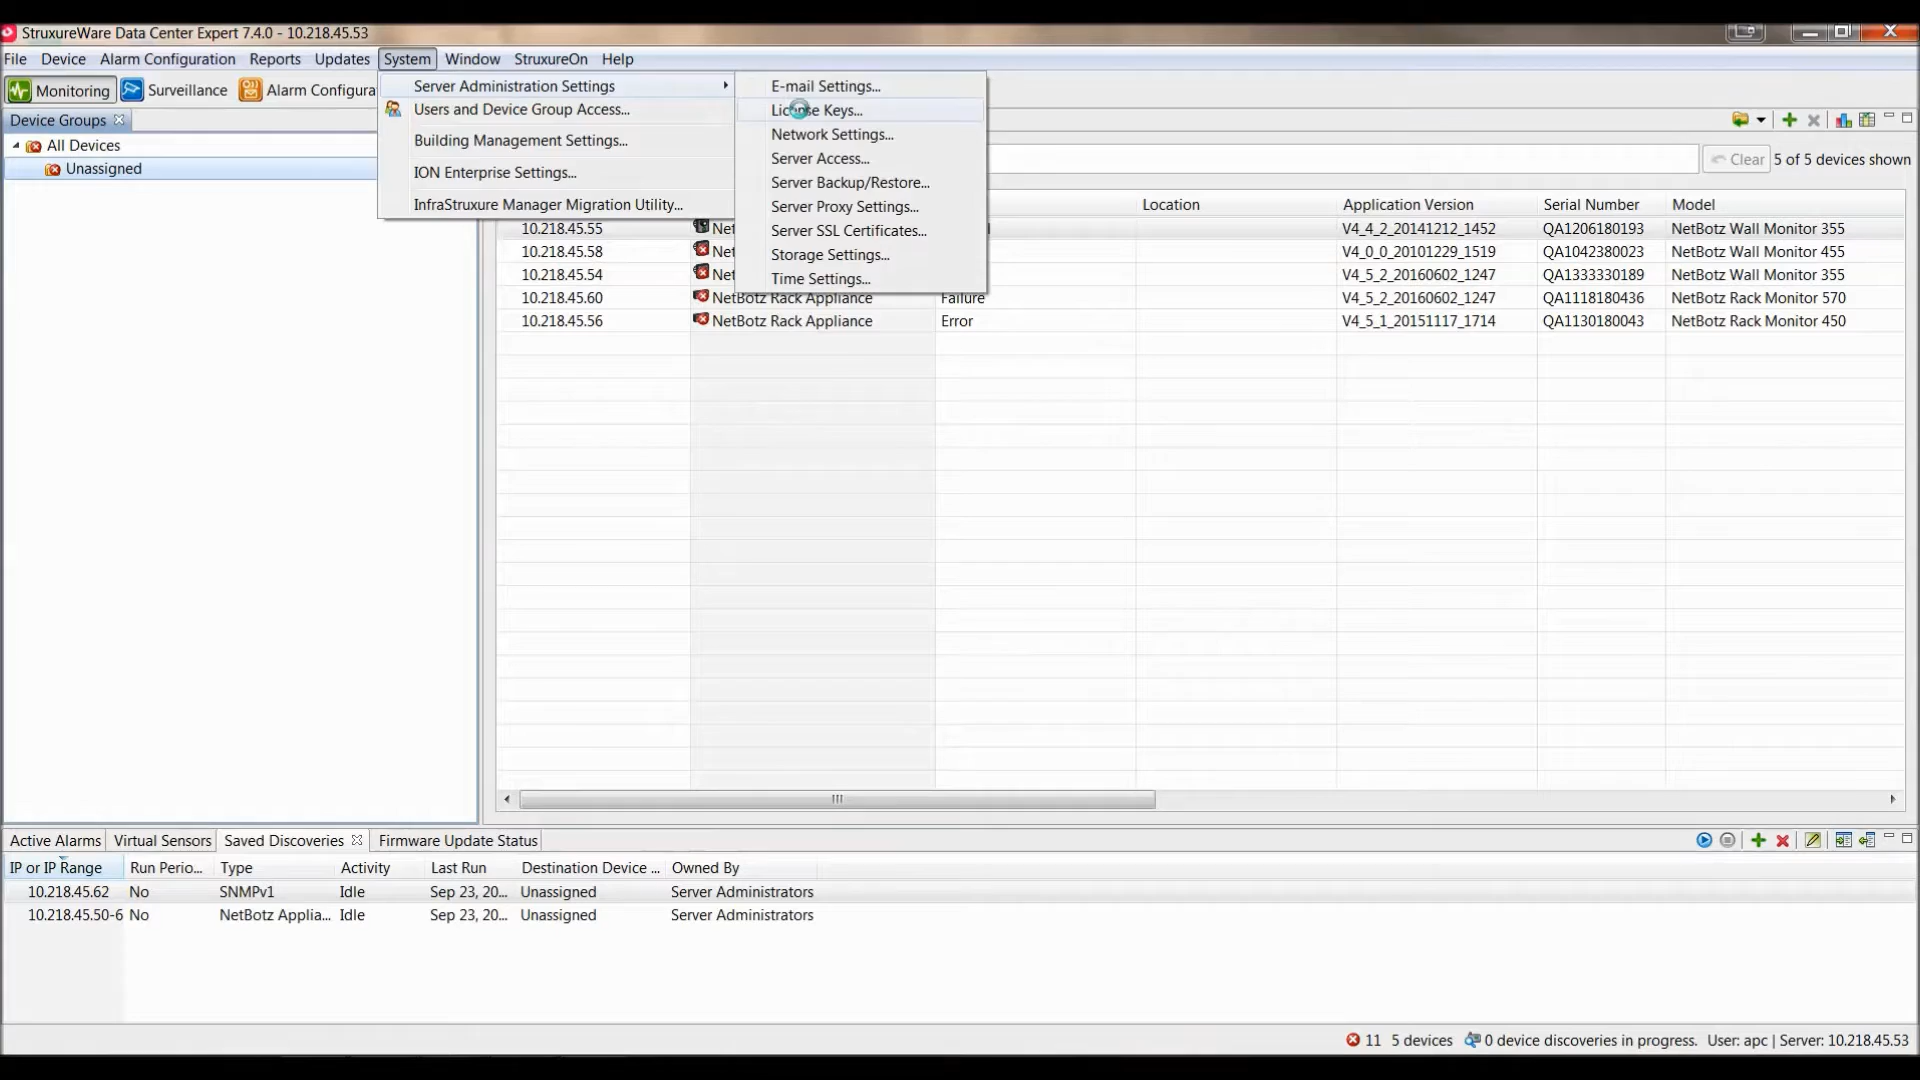 StruxureWare Data Center Expert 7.4.0 - 10.218.45.53
File Device Alarm Configuration Reports Updates System Window StruxureOn Help
Monitoring Surveillance Alarm Configura
Server Administration Settings
Users and Device Group Access...
Building Management Settings...
ION Enterprise Settings...
InfraStruxure Manager Migration Utility...
E-mail Settings...
License Keys...
Network Settings...
Server Access...
Server Backup/Restore...
Server Proxy Settings...
Server SSL Certificates...
Storage Settings...
Time Settings...
Device Groups
All Devices
Unassigned
Clear 5 of 5 devices shown
Location Application Version Serial Number Model
10.218.45.55 Net V4_4_2_20141212_1452 QA1206180193 NetBotz Wall Monitor 355
10.218.45.58 Net V4_0_0_20101229_1519 QA1042380023 NetBotz Wall Monitor 455
10.218.45.54 Net V4_5_2_20160602_1247 QA1333330189 NetBotz Wall Monitor 355
10.218.45.60 NetBotz Rack Appliance Failure V4_5_2_20160602_1247 QA1118180436 NetBotz Rack Monitor 570
10.218.45.56 NetBotz Rack Appliance Error V4_5_1_20151117_1714 QA1130180043 NetBotz Rack Monitor 450
Active Alarms Virtual Sensors Saved Discoveries Firmware Update Status
IP or IP Range Run Perio... Type Activity Last Run Destination Device ... Owned By
10.218.45.62 No SNMPv1 Idle Sep 23, 20... Unassigned Server Administrators
10.218.45.50-6 No NetBotz Applia... Idle Sep 23, 20... Unassigned Server Administrators
11 5 devices 0 device discoveries in progress. User: apc | Server: 10.218.45.53